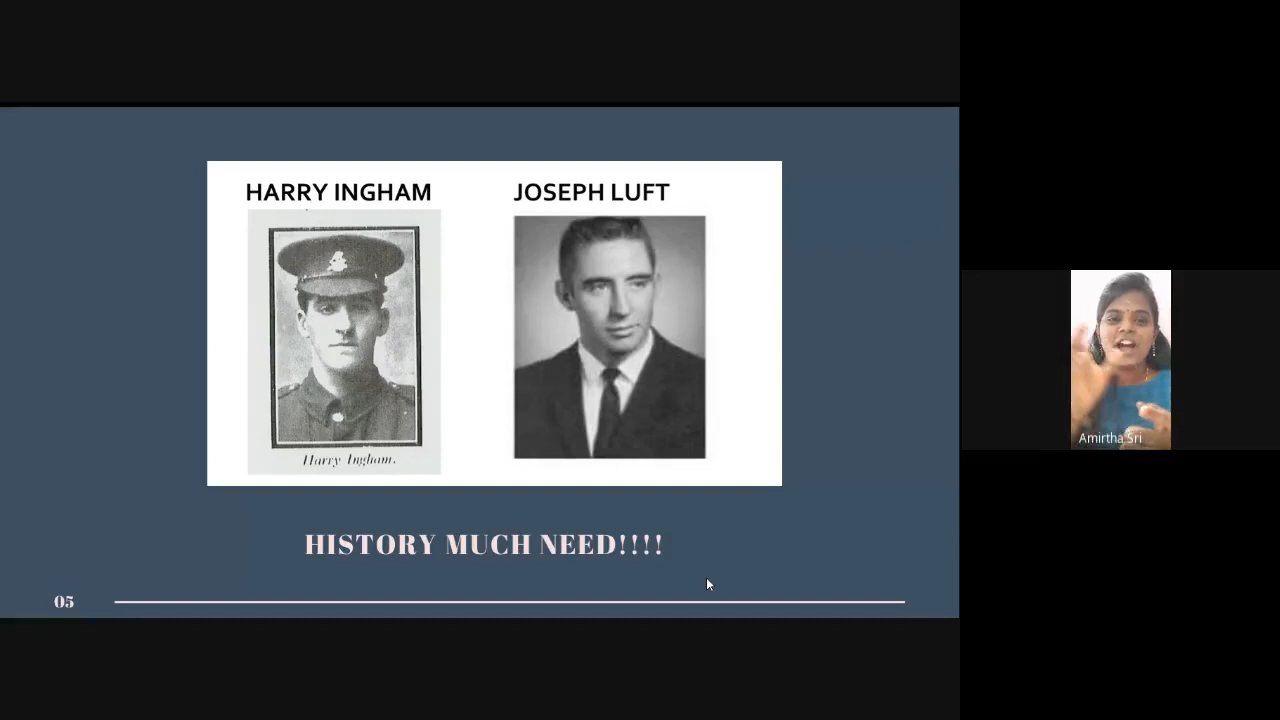 HARRY INGHAM
JOSEPH LUFT
Harry Ingham.
HISTORY MUCH NEED!!!!
05
Amirtha Sri